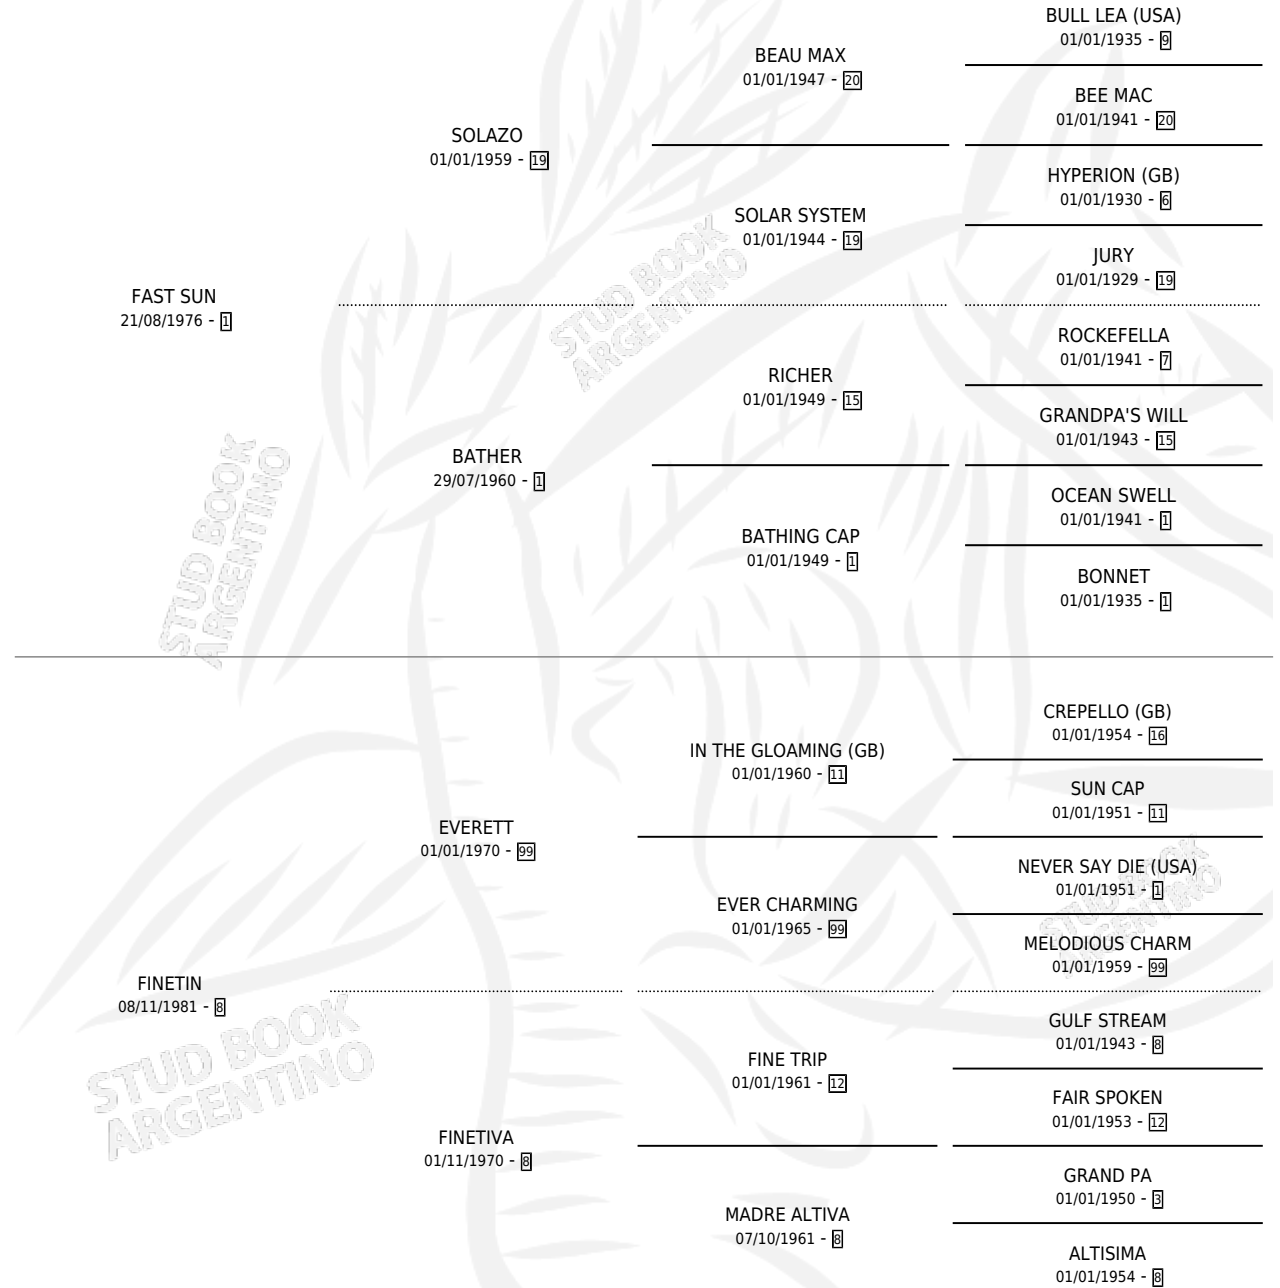 BULL LEA (USA)
01/01/1935 - 9
BEAU MAX
01/01/1947 - 20
BEE MAC
01/01/1941 - 20
SOLAZO
01/01/1959 - 19
HYPERION (GB)
01/01/1930 - 6
SOLAR SYSTEM
01/01/1944 - 19
JURY
01/01/1929 - 19
FAST SUN
21/08/1976 - 1
STUD BOOK
ARGENTINO
ROCKEFELLA
01/01/1941 - 7
RICHER
01/01/1949 - 15
GRANDPA'S WILL
01/01/1943 - 15
BATHER
29/07/1960 - 1
OCEAN SWELL
01/01/1941 - 1
BATHING CAP
01/01/1949 - 1
BONNET
01/01/1935 - 1
STUD BOOK
ARGENTINO
CREPELLO (GB)
01/01/1954 - 16
IN THE GLOAMING (GB)
01/01/1960 - 11
SUN CAP
01/01/1951 - 11
EVERETT
01/01/1970 - 99
NEVER SAY DIE (USA)
01/01/1951 - 1
EVER CHARMING
01/01/1965 - 99
MELODIOUS CHARM
01/01/1959 - 99
STUD BOOK
ARGENTINO
FINETIN
08/11/1981 - 8
GULF STREAM
01/01/1943 - 8
FINE TRIP
01/01/1961 - 12
FAIR SPOKEN
01/01/1953 - 12
STUD BOOK
ARGENTINO
FINETIVA
01/11/1970 - 8
GRAND PA
01/01/1950 - 3
MADRE ALTIVA
07/10/1961 - 8
ALTISIMA
01/01/1954 - 8